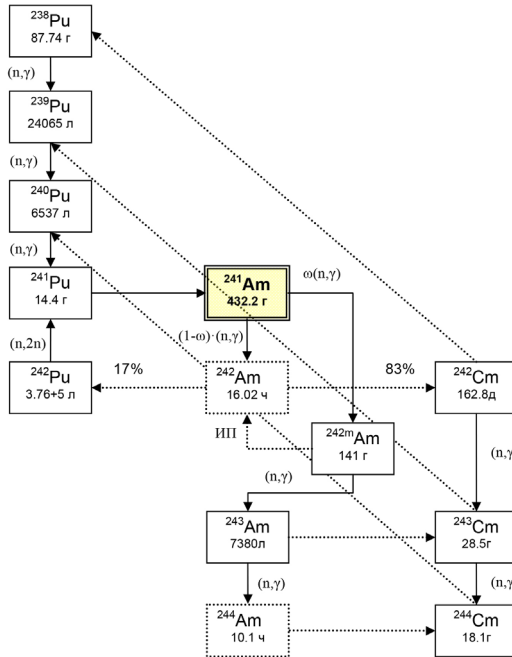 ²³⁸Pu
87.74 г
(n,γ)
²³⁹Pu
24065 л
(n,γ)
²⁴⁰Pu
6537 л
(n,γ)
²⁴¹Pu
14.4 г
²⁴¹Am
432.2 г
ω(n,γ)
(1-ω)·(n,γ)
(n,2n)
²⁴²Pu
3.76+5 л
17%
²⁴²Am
16.02 ч
83%
²⁴²Cm
162.8д
ИП
²⁴²ᵐAm
141 г
(n,γ)
(n,γ)
²⁴³Am
7380л
²⁴³Cm
28.5г
(n,γ)
(n,γ)
²⁴⁴Am
10.1 ч
²⁴⁴Cm
18.1г